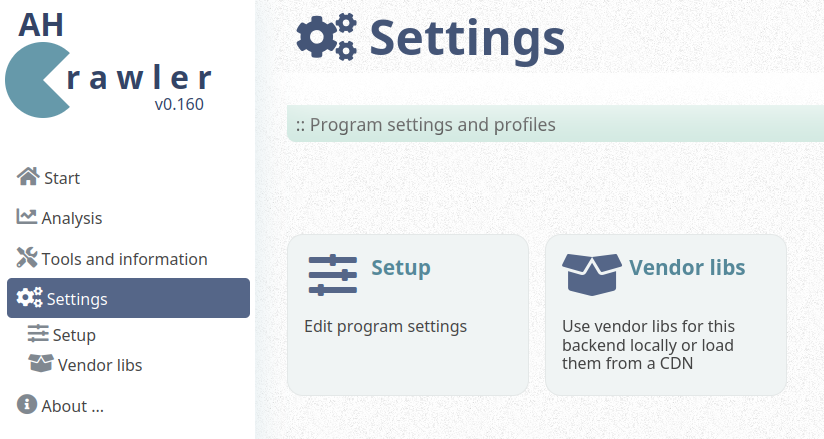 AH
rawler
v0.160
Start
Analysis
Tools and information
Settings
Setup
Vendor libs
About ...
Settings
:: Program settings and profiles
Setup
Edit program settings
Vendor libs
Use vendor libs for this
backend locally or load
them from a CDN